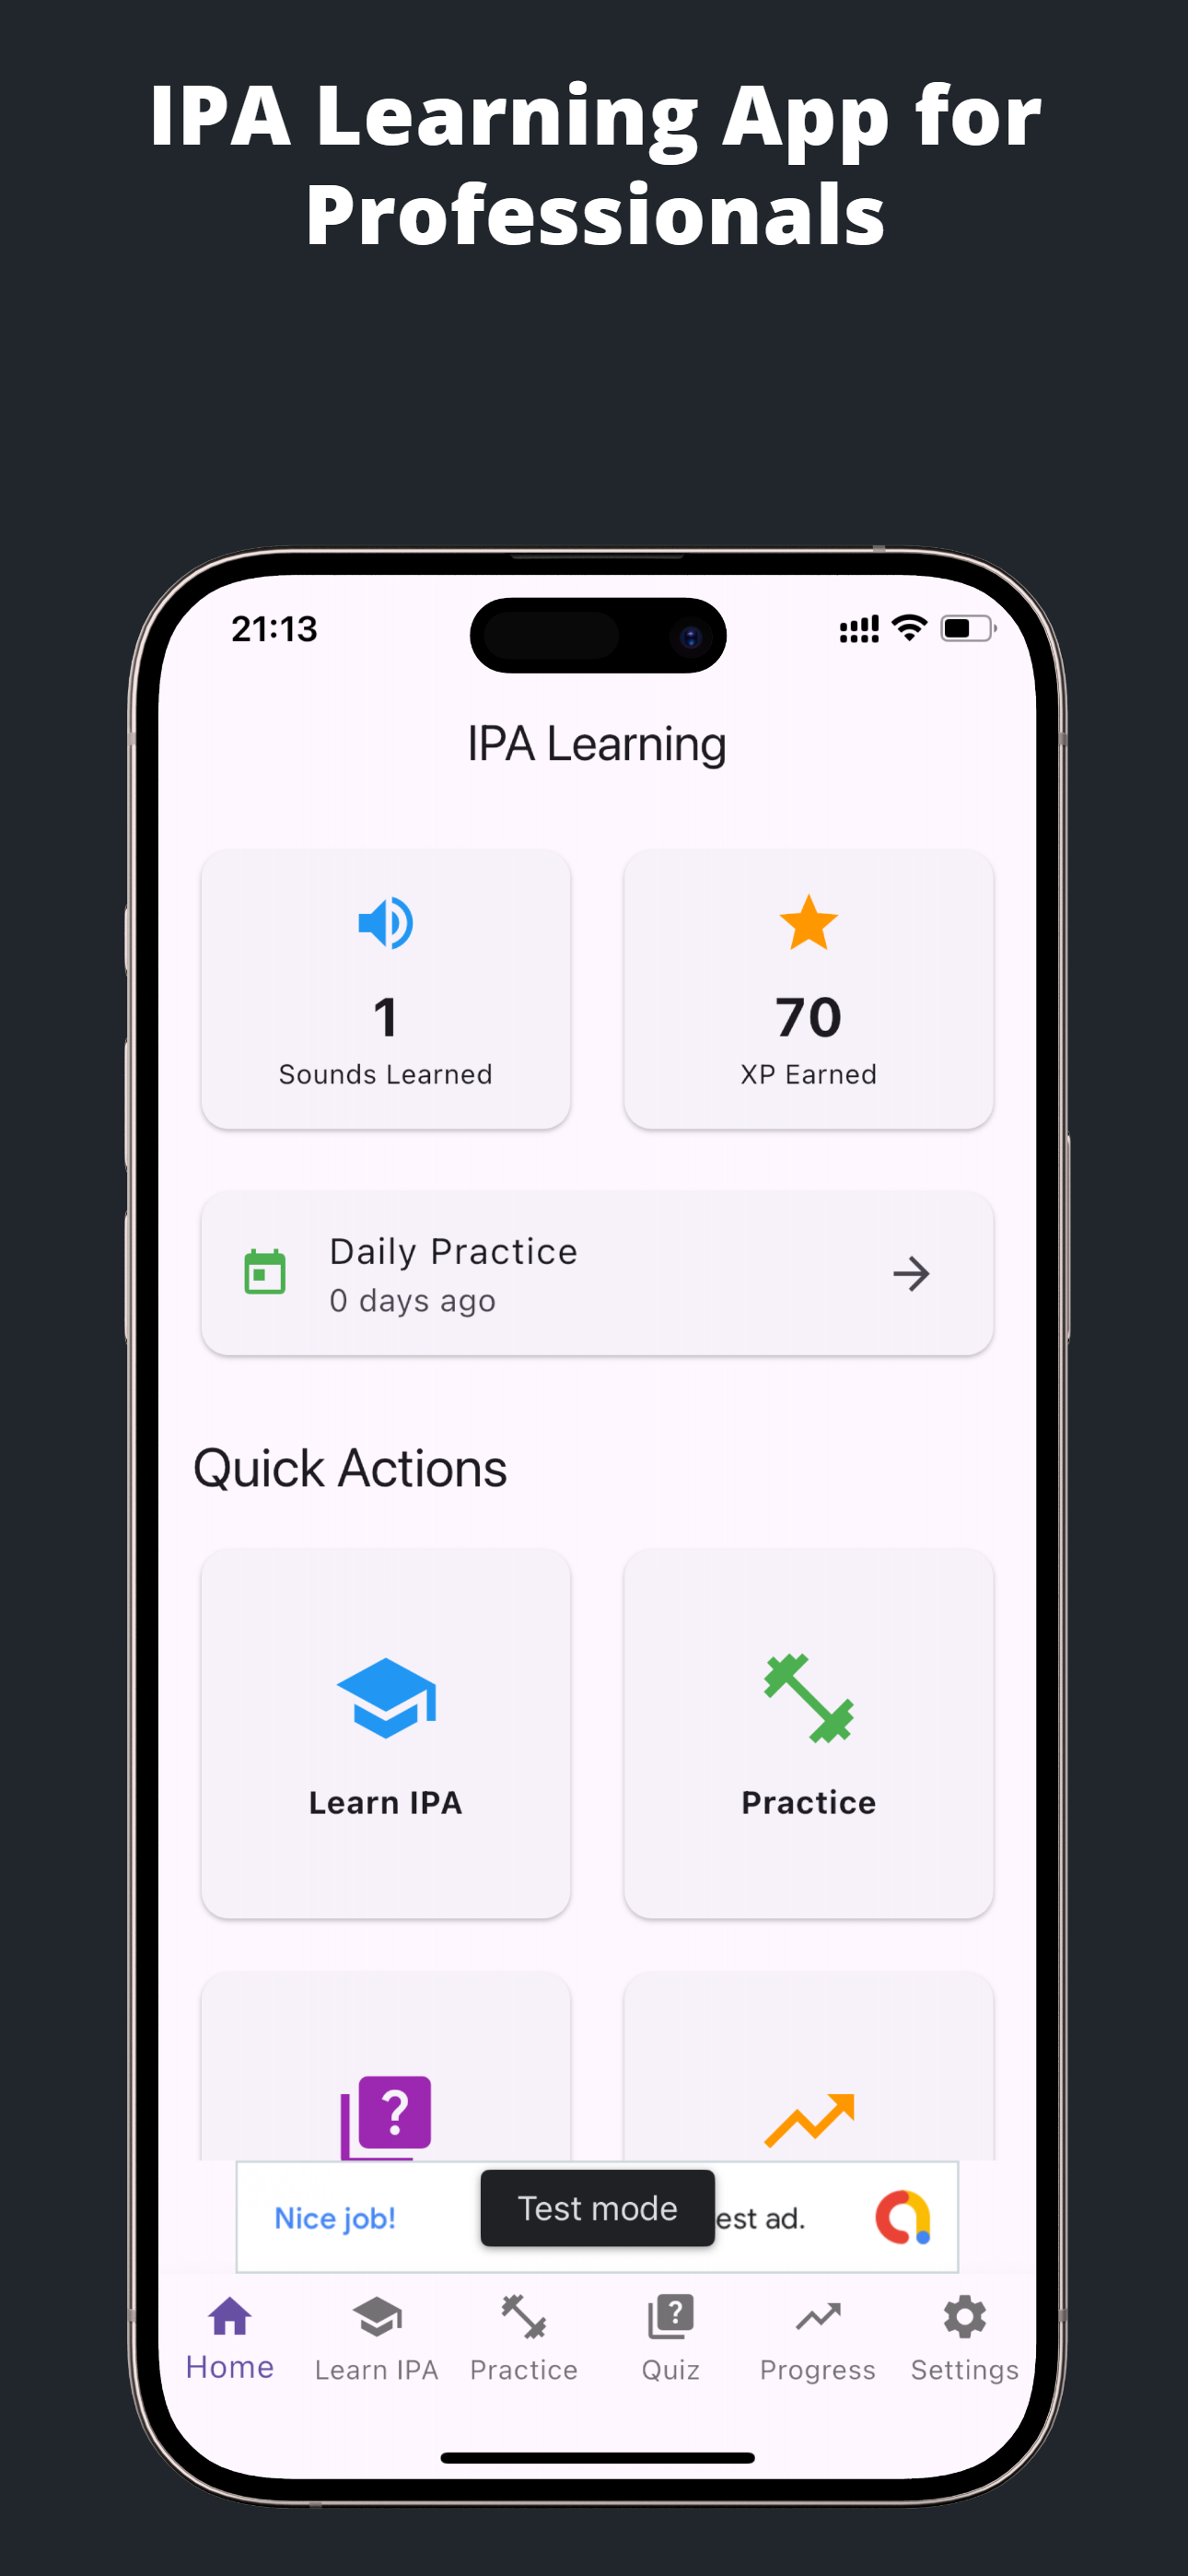 IPA Learning App for
Professionals
21:13
IPA Learning
1
Sounds Learned
70
XP Earned
Daily Practice
0 days ago
Quick Actions
Learn IPA
Practice
?
Nice job!
Test mode
est ad.
Home
Learn IPA
Practice
?
Quiz
Progress
Settings